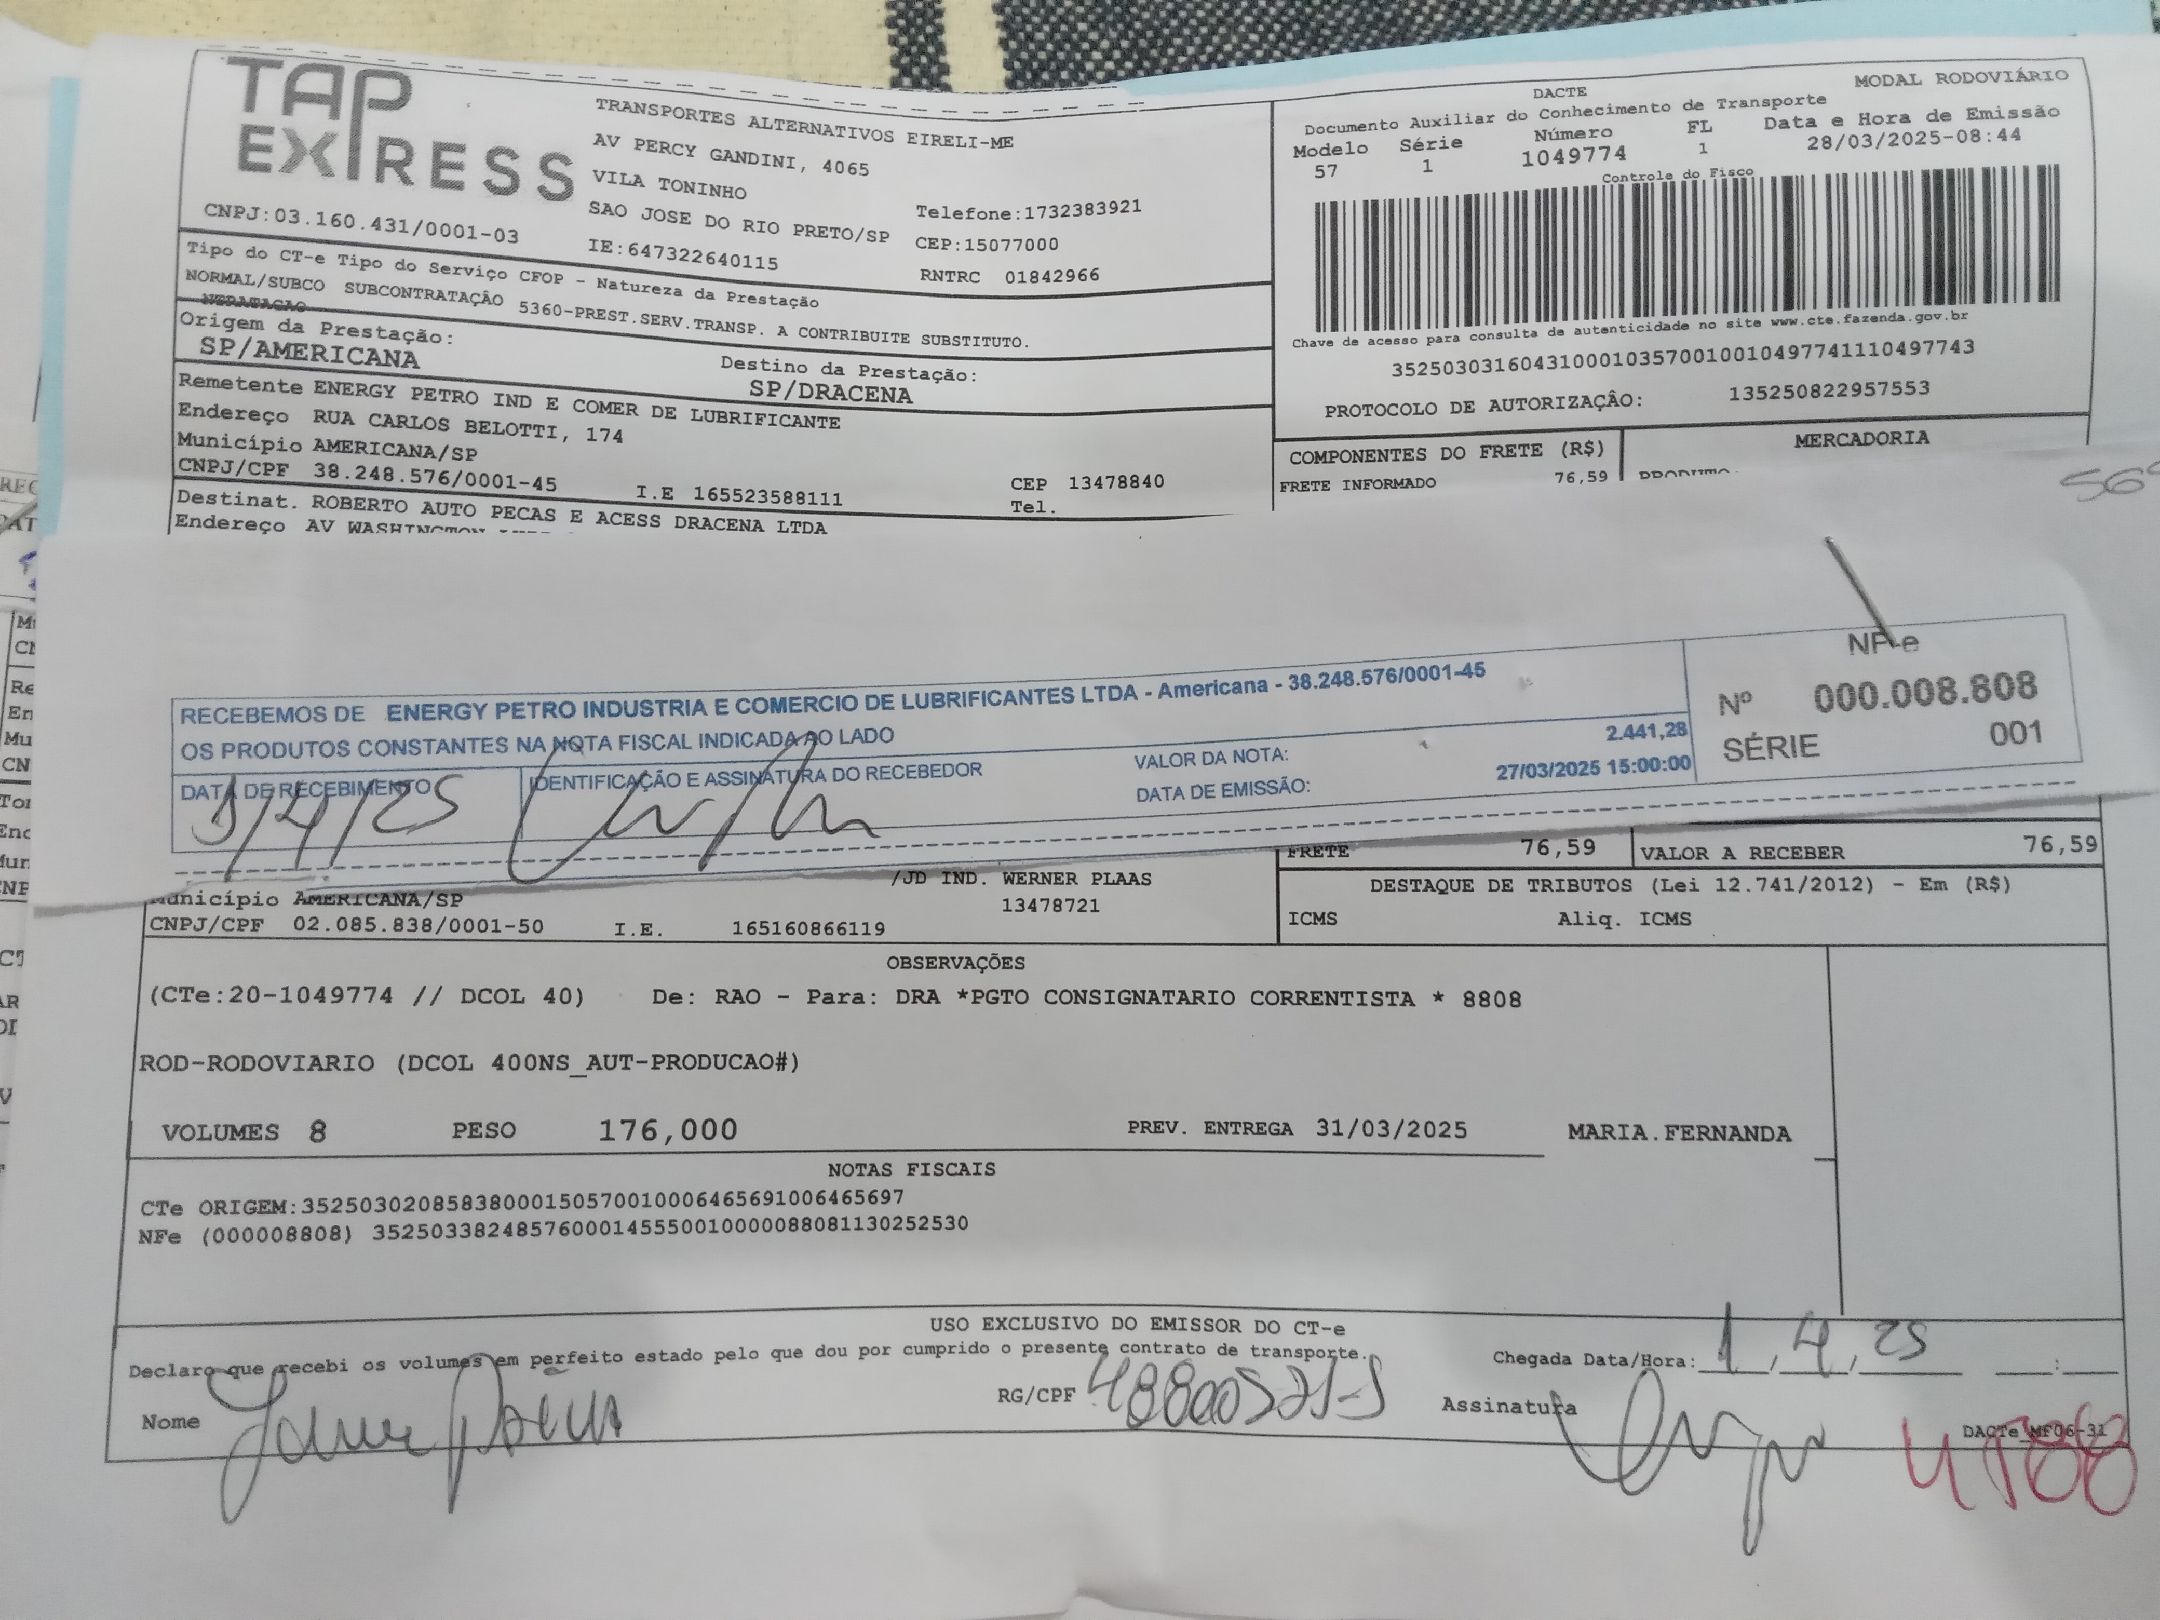 TAP EXPRESS
TRANSPORTES ALTERNATIVOS EIRELI-ME
AV PERCY GANDINI, 4065
VILA TONINHO
SAO JOSE DO RIO PRETO/SP
Telefone:1732383921
CEP:15077000
CNPJ:03.160.431/0001-03
IE:647322640115
RNTRC 01842966
Tipo do CT-e Tipo do Serviço CFOP - Natureza da Prestação
NORMAL/SUBCO SUBCONTRATAÇÂO 5360-PREST.SERV.TRANSP. A CONTRIBUITE SUBSTITUTO.
Origem da Prestação:
SP/AMERICANA
Destino da Prestação:
SP/DRACENA
Remetente ENERGY PETRO IND E COMER DE LUBRIFICANTE
Endereço RUA CARLOS BELOTTI, 174
Município AMERICANA/SP
CEP 13478840
CNPJ/CPF 38.248.576/0001-45 I.E 165523588111 Tel.
Destinat. ROBERTO AUTO PECAS E ACESS DRACENA LTDA
Endereço AV WASHINGTON
DACTE
MODAL RODOVIÁRIO
Documento Auxiliar do Conhecimento de Transporte
Modelo Série Número FL Data e Hora de Emissão
57 1 1049774 1 28/03/2025-08:44
Controle do Fisco
Chave de acesso para consulta de autenticidade no site www.cte.fazenda.gov.br
35250303160431000103570010010497741110497743
PROTOCOLO DE AUTORIZAÇÂO: 135250822957553
COMPONENTES DO FRETE (R$) MERCADORIA
FRETE INFORMADO 76,59
RECEBEMOS DE ENERGY PETRO INDUSTRIA E COMERCIO DE LUBRIFICANTES LTDA - Americana - 38.248.576/0001-45
OS PRODUTOS CONSTANTES NA NOTA FISCAL INDICADA AO LADO
VALOR DA NOTA: 2.441,28
DATA DE RECEBIMENTO IDENTIFICAÇÃO E ASSINATURA DO RECEBEDOR
DATA DE EMISSÃO: 27/03/2025 15:00:00
1/4/25
NF-e
Nº 000.008.808
SÉRIE 001
FRETE 76,59 VALOR A RECEBER 76,59
/JD IND. WERNER PLAAS
Município AMERICANA/SP 13478721
CNPJ/CPF 02.085.838/0001-50 I.E. 165160866119
DESTAQUE DE TRIBUTOS (Lei 12.741/2012) - Em (R$)
ICMS Aliq. ICMS
OBSERVAÇÕES
(CTe:20-1049774 // DCOL 40) De: RAO - Para: DRA *PGTO CONSIGNATARIO CORRENTISTA * 8808
ROD-RODOVIARIO (DCOL 400NS_AUT-PRODUCAO#)
VOLUMES 8 PESO 176,000 PREV. ENTREGA 31/03/2025 MARIA.FERNANDA
NOTAS FISCAIS
CTe ORIGEM:35250302085838000150570010006465691006465697
NFe (000008808) 35250338248576000145550010000088081130252530
USO EXCLUSIVO DO EMISSOR DO CT-e
Declaro que recebi os volumes em perfeito estado pelo que dou por cumprido o presente contrato de transporte.
Chegada Data/Hora: 1/4/25 :
Nome
RG/CPF
Assinatura
DACTe_MF06-31